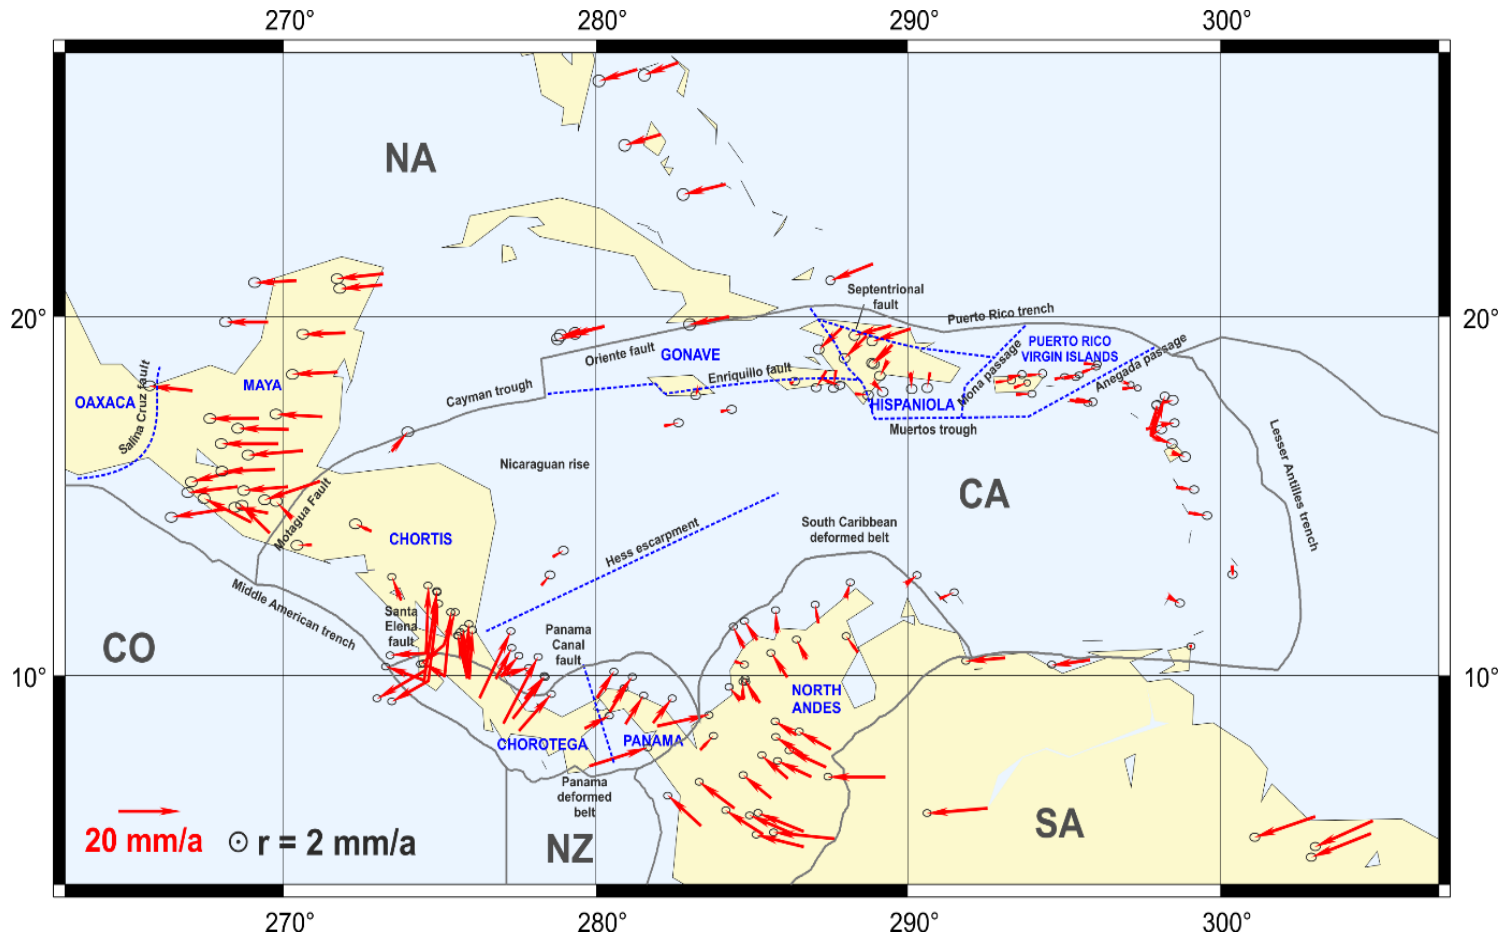 270°
280°
290°
300°
NA
20°
20°
Septentrional
fault
Puerto Rico trench
Oriente fault
GONAVE
PUERTO RICO
VIRGIN ISLANDS
Mona passage
Anegada passage
Enriquillo fault
Cayman trough
MAYA
OAXACA
Salina Cruz fault
HISPANIOLA
Muertos trough
Nicaraguan rise
CA
Lesser Antilles trench
Motagua Fault
CHORTIS
Hess escarpment
South Caribbean
deformed belt
Middle American trench
Santa
Elena
fault
Panama
Canal
fault
CO
10°
10°
NORTH
ANDES
CHOROTEGA
PANAMA
Panama
deformed
belt
NZ
SA
20 mm/a
r = 2 mm/a
270°
280°
290°
300°